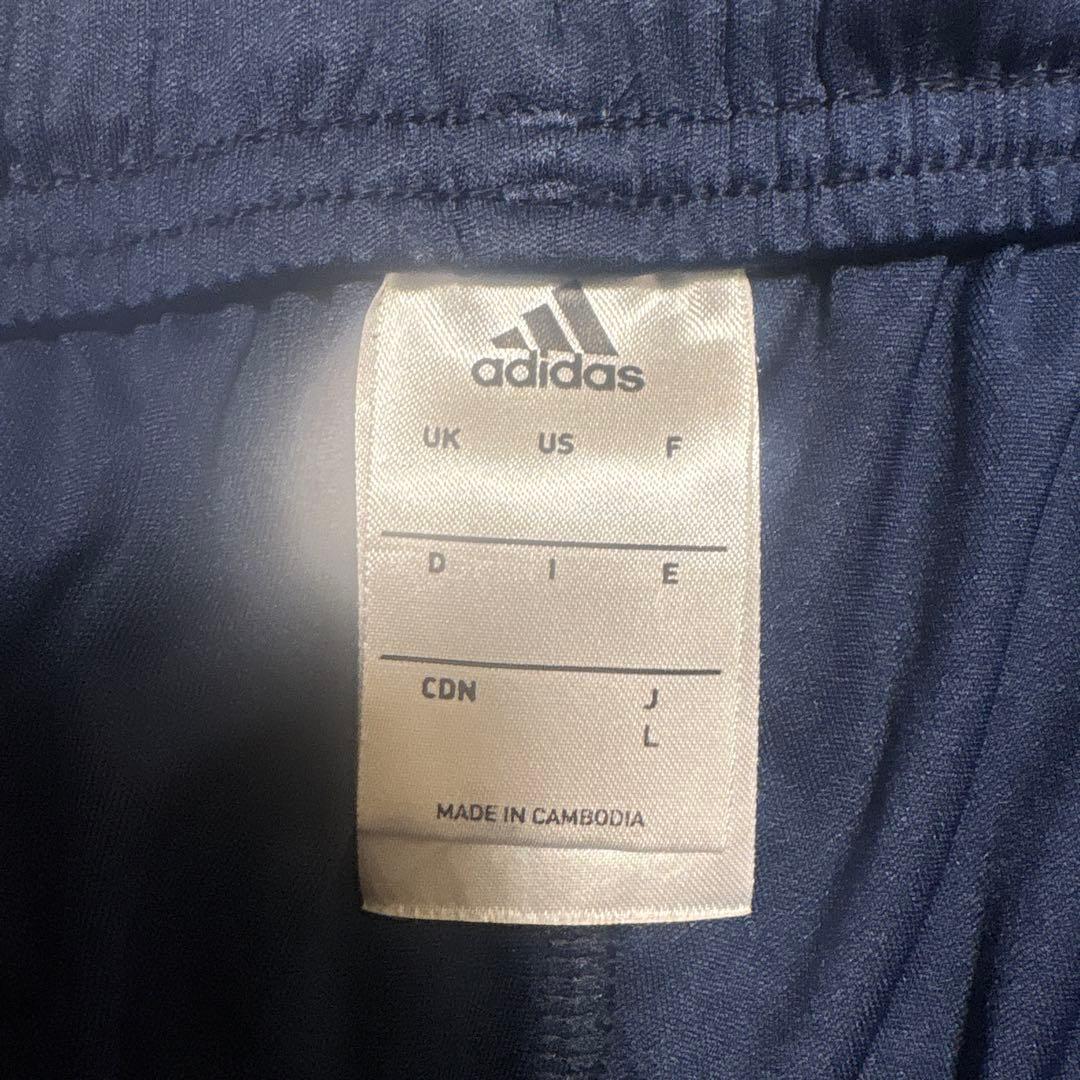 adidas
UK US F
D I E
CDN J
L
MADE IN CAMBODIA